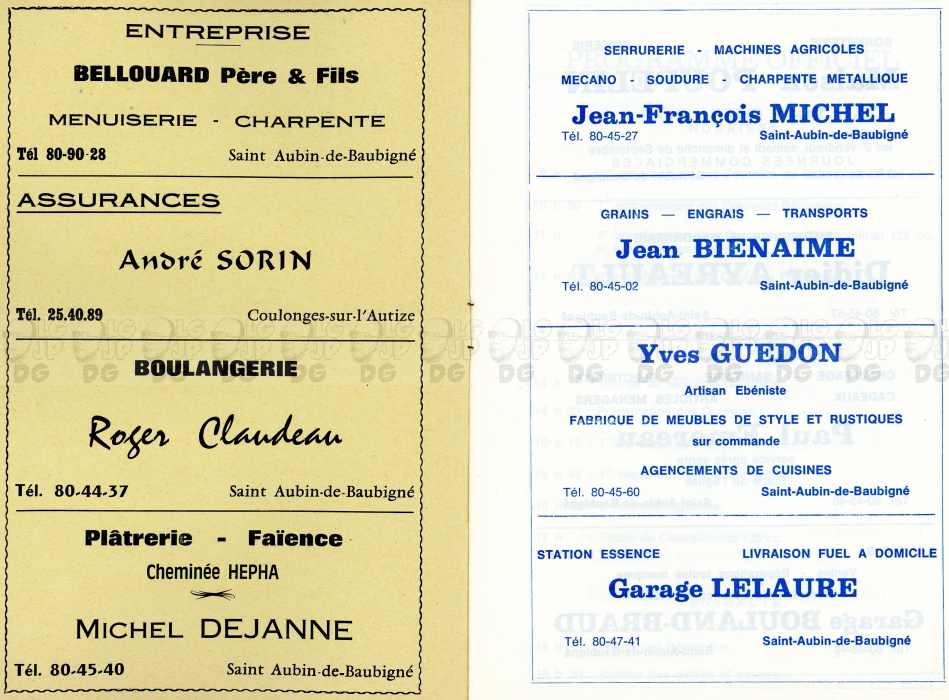 ENTREPRISE
BELLOUARD Père & Fils
MENUISERIE - CHARPENTE
Tél 80-90-28 Saint Aubin-de-Baubigné
ASSURANCES
André SORIN
Tél. 25.40.89 Coulonges-sur-l'Autize
BOULANGERIE
Roger Claudeau
Tél. 80-44-37 Saint Aubin-de-Baubigné
Plâtrerie - Faïence
Cheminée HEPHA
MICHEL DEJANNE
Tél. 80-45-40 Saint Aubin-de-Baubigné
SERRURERIE - MACHINES AGRICOLES
MECANO - SOUDURE - CHARPENTE METALLIQUE
Jean-François MICHEL
Tél. 80-45-27 Saint-Aubin-de-Baubigné
GRAINS — ENGRAIS — TRANSPORTS
Jean BIENAIME
Tél. 80-45-02 Saint-Aubin-de-Baubigné
Yves GUEDON
Artisan Ebéniste
FABRIQUE DE MEUBLES DE STYLE ET RUSTIQUES
sur commande
AGENCEMENTS DE CUISINES
Tél. 80-45-60 Saint-Aubin-de-Baubigné
STATION ESSENCE LIVRAISON FUEL A DOMICILE
Garage LELAURE
Tél. 80-47-41 Saint-Aubin-de-Baubigné